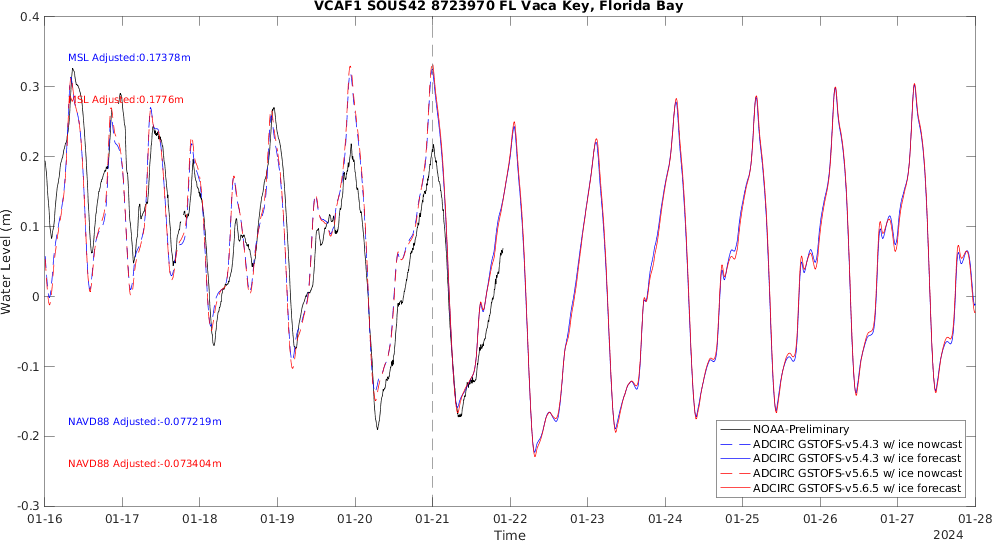 VCAF1 SOUS42 8723970 FL Vaca Key, Florida Bay
0.4
0.3
0.2
0.1
0
-0.1
-0.2
-0.3
Water Level (m)
MSL Adjusted:0.17378m
MSL Adjusted:0.1776m
NAVD88 Adjusted:-0.077219m
NAVD88 Adjusted:-0.073404m
NOAA-Preliminary
ADCIRC GSTOFS-v5.4.3 w/ ice nowcast
ADCIRC GSTOFS-v5.4.3 w/ ice forecast
ADCIRC GSTOFS-v5.6.5 w/ ice nowcast
ADCIRC GSTOFS-v5.6.5 w/ ice forecast
01-16 01-17 01-18 01-19 01-20 01-21 01-22 01-23 01-24 01-25 01-26 01-27 01-28
Time
2024